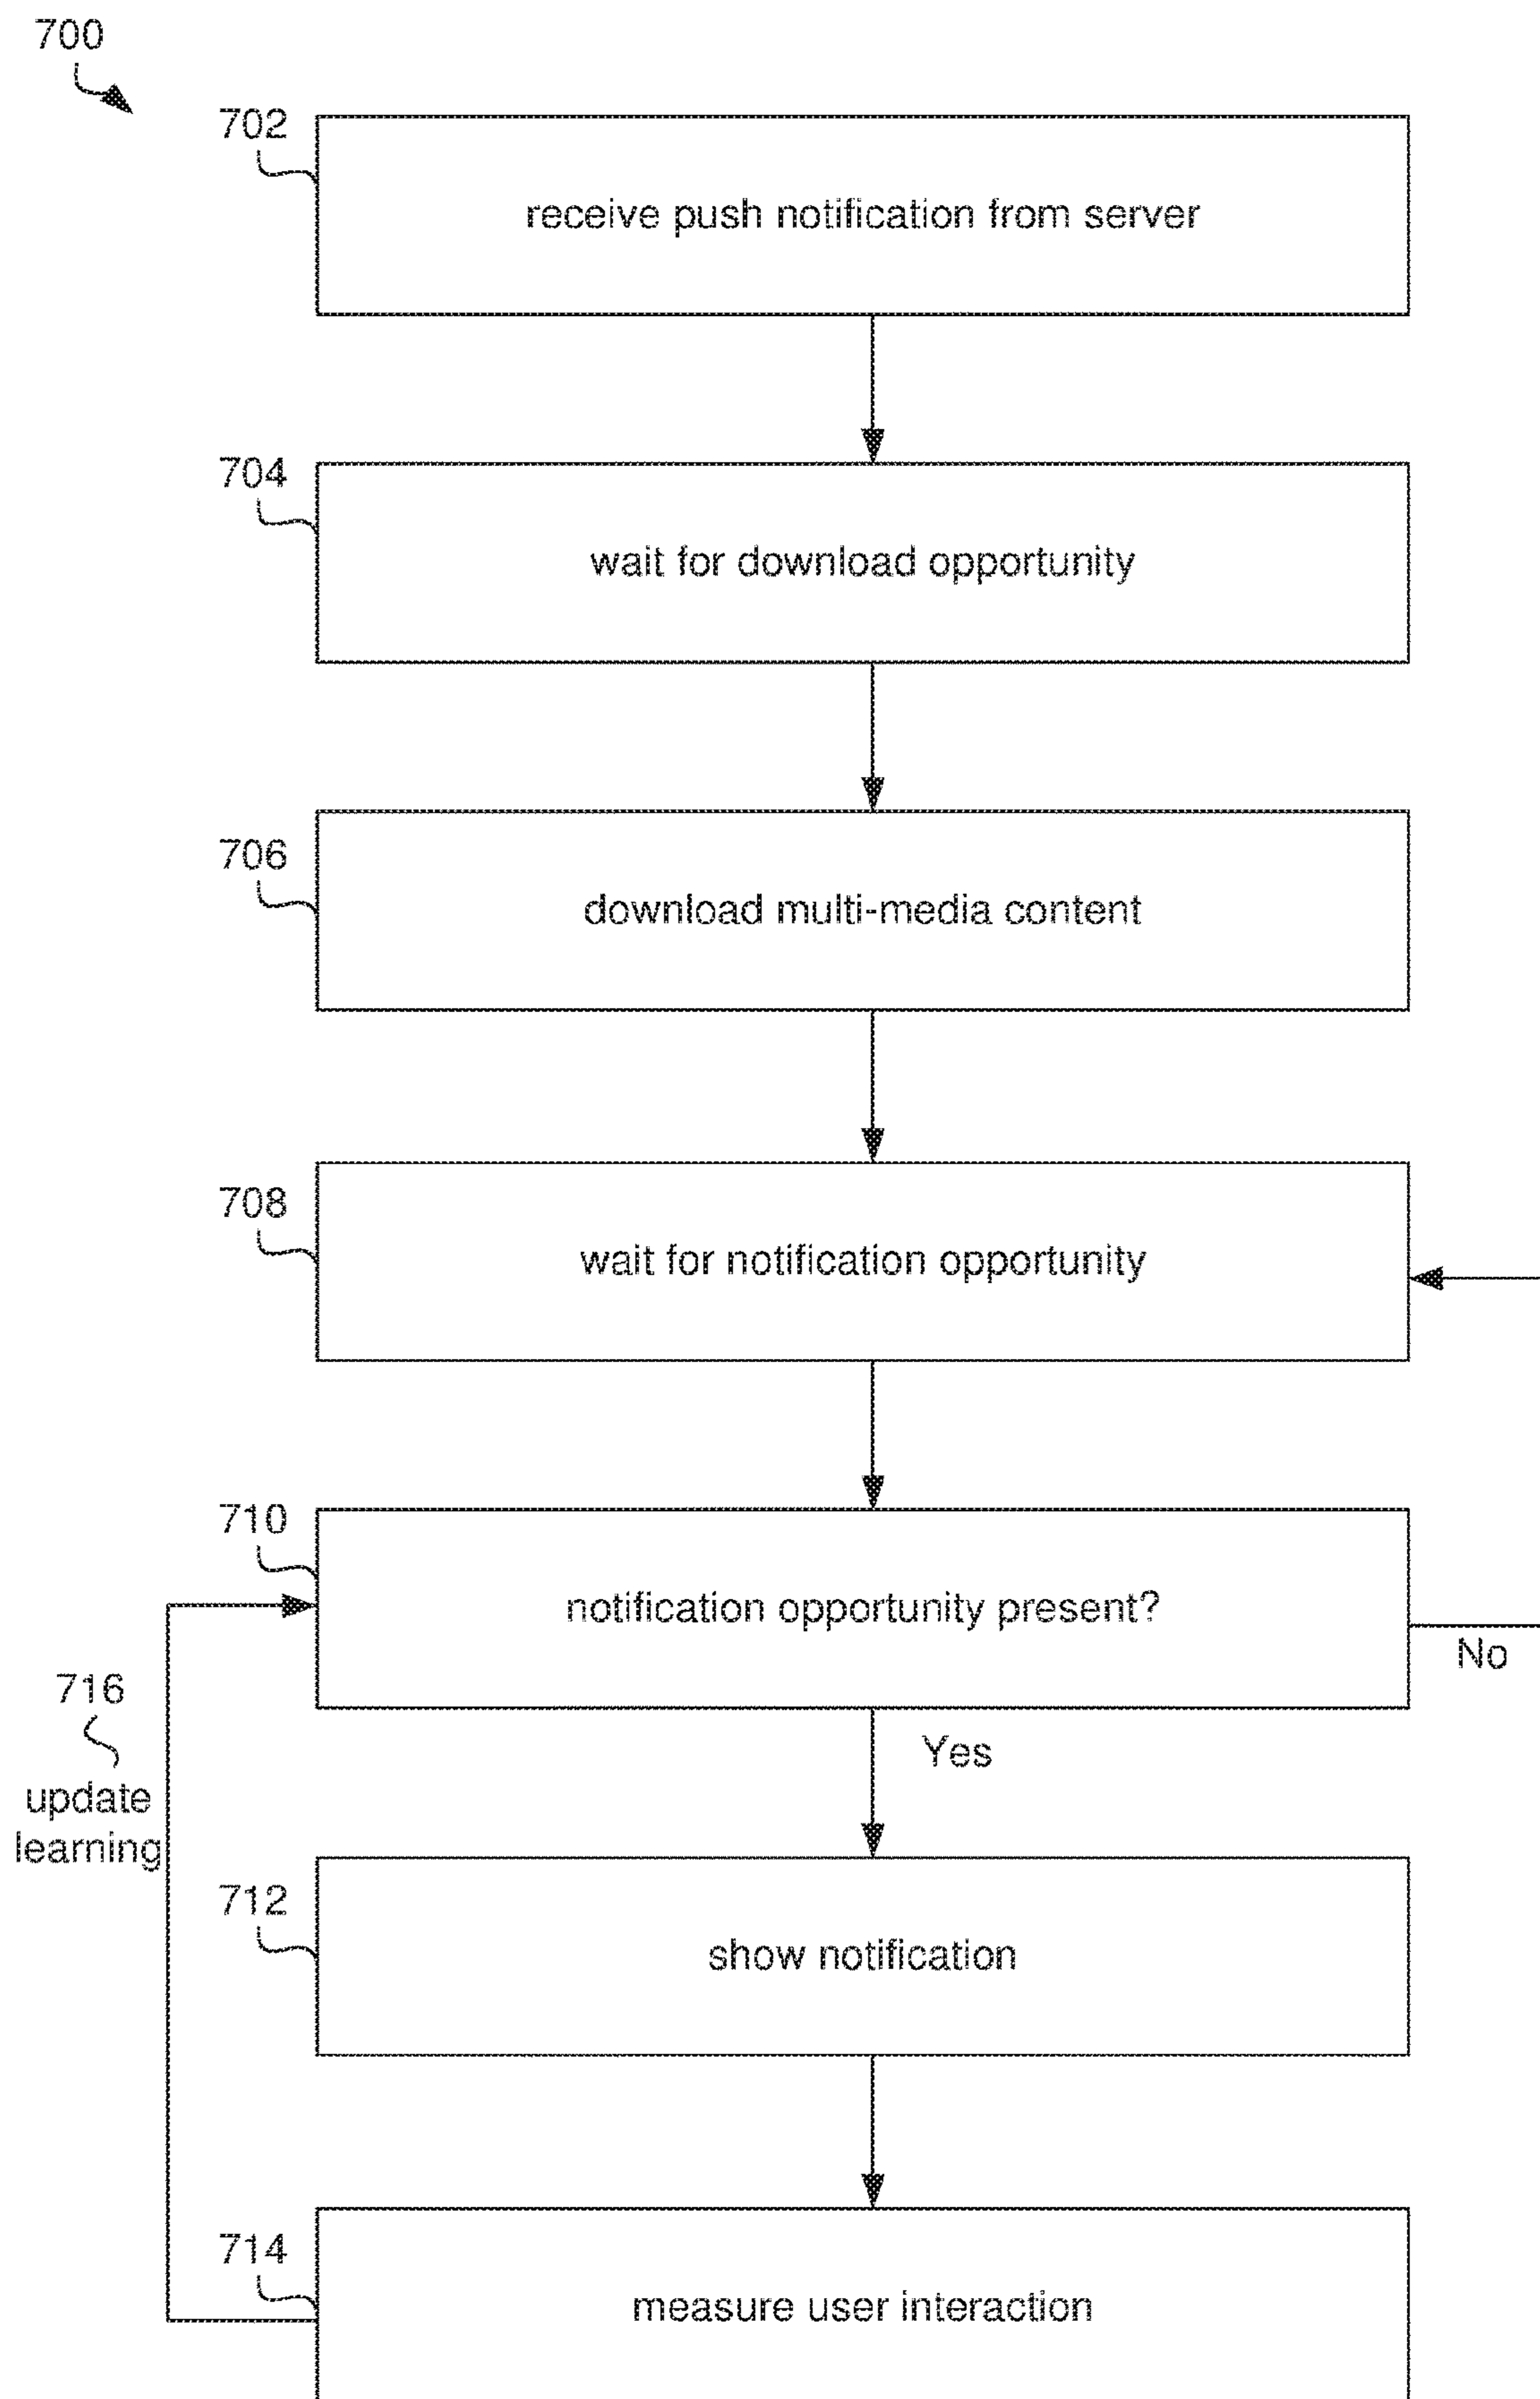 700
702
receive push notification from server
704
wait for download opportunity
706
download multi-media content
708
wait for notification opportunity
710
notification opportunity present?
No
716
Yes
update
learning
712
show notification
714
measure user interaction